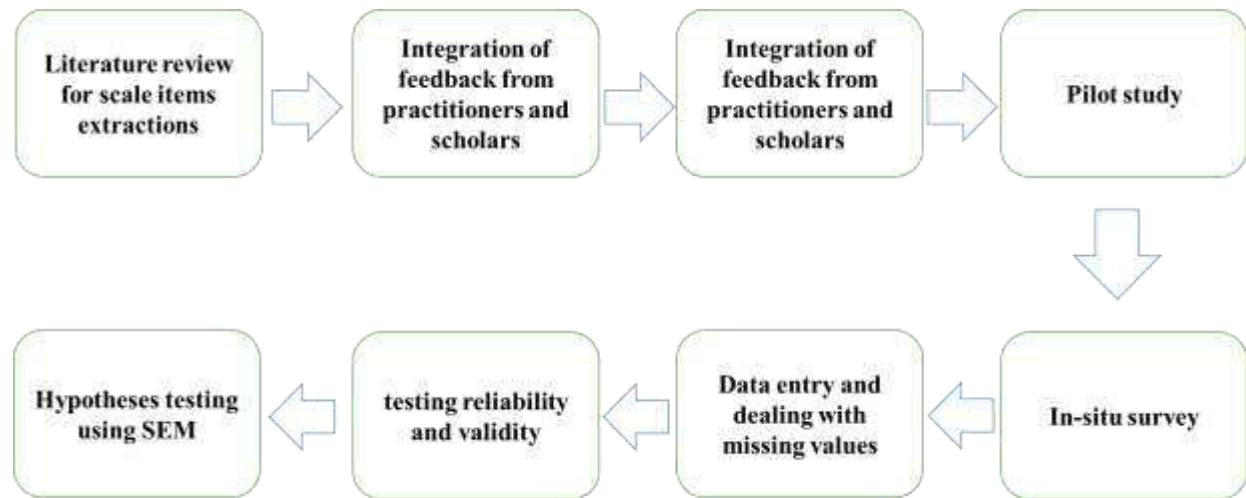 Literature review
for scale items
extractions
Integration of
feedback from
practitioners and
scholars
Integration of
feedback from
practitioners and
scholars
Pilot study
In-situ survey
Data entry and
dealing with
missing values
testing reliability
and validity
Hypotheses testing
using SEM